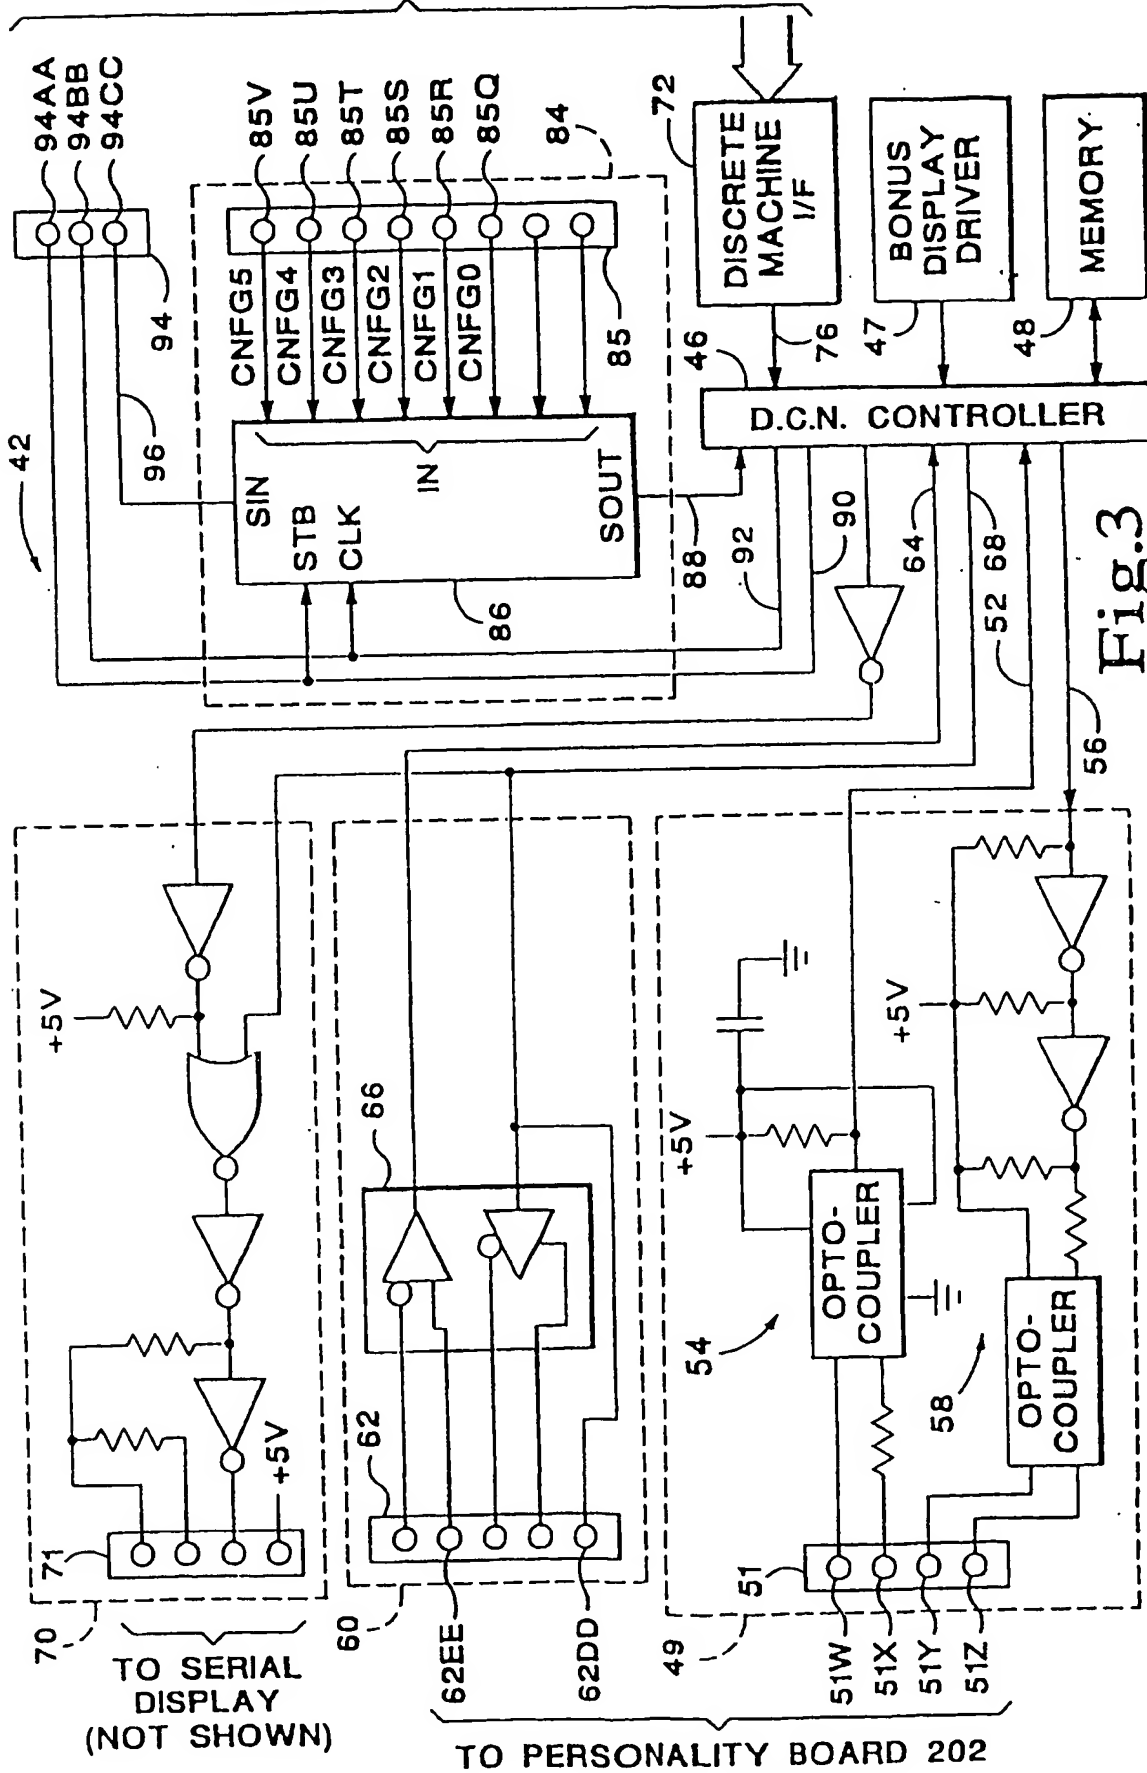 42
94AA
94BB
94CC
94
96
84
85V
85U
85T
85S
85R
85Q
CNFG5
CNFG4
CNFG3
CNFG2
CNFG1
CNFG0
85
SIN
STB
CLK
IN
SOUT
86
88
72
DISCRETE
MACHINE
I/F
76
BONUS
DISPLAY
DRIVER
47
MEMORY
48
46
D.C.N. CONTROLLER
92
90
64
68
52
56
70
71
+5V
+5V
TO SERIAL
DISPLAY
(NOT SHOWN)
60
62
66
62EE
62DD
49
51
51W
51X
51Y
51Z
54
OPTO-
COUPLER
+5V
58
OPTO-
COUPLER
+5V
TO PERSONALITY BOARD 202
Fig.3